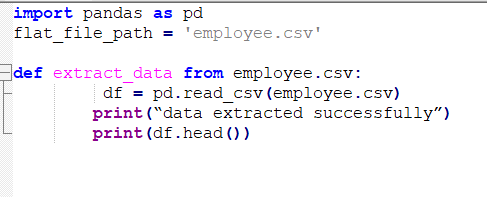 import pandas as pd
flat_file_path = 'employee.csv'
def extract_data from employee.csv:
df = pd.read_csv(employee.csv)
print(“data extracted successfully”)
print(df.head())